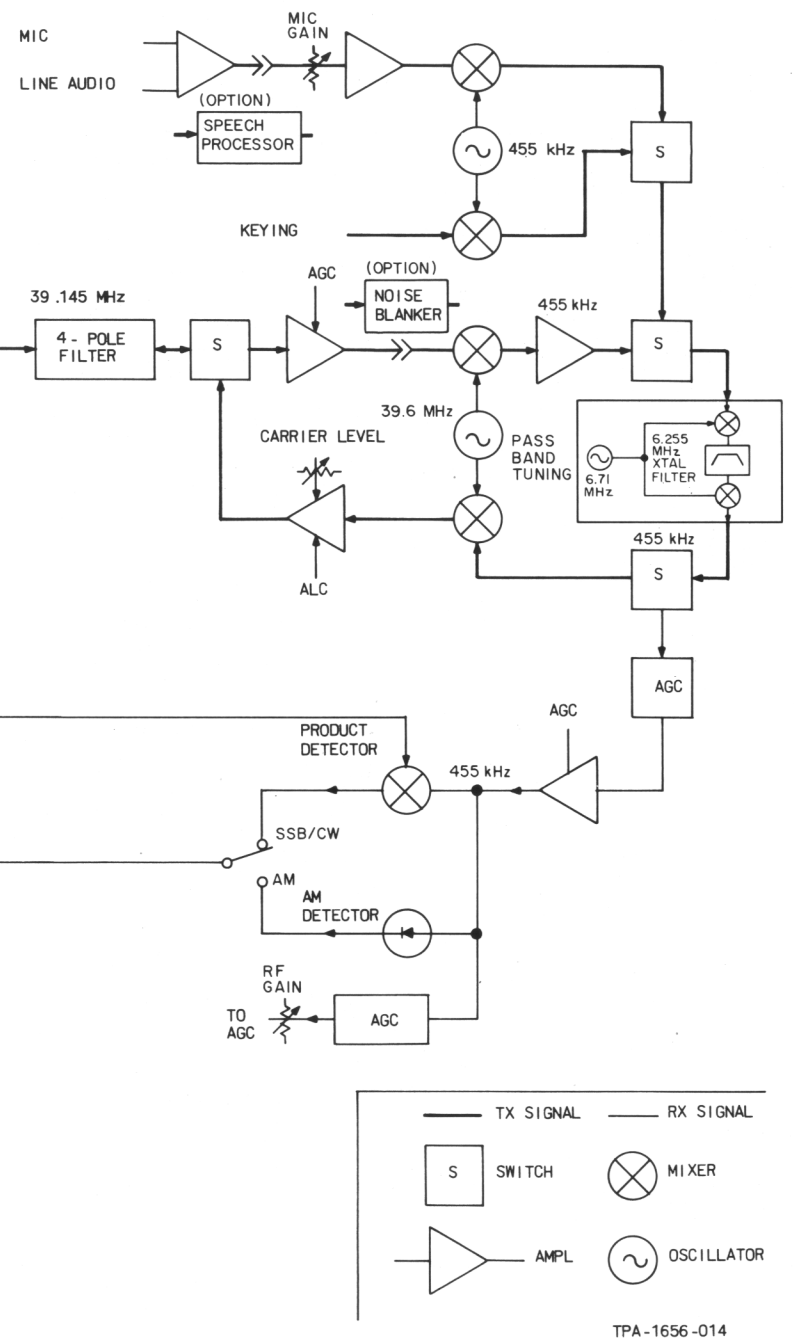 MIC
LINE AUDIO
MIC
GAIN
(OPTION)
SPEECH
PROCESSOR
455 kHz
S
KEYING
39.145 MHz
4-POLE
FILTER
S
AGC
(OPTION)
NOISE
BLANKER
455 kHz
S
39.6 MHz
CARRIER LEVEL
PASS
BAND
TUNING
6.71
MHz
6.255
MHz
XTAL
FILTER
ALC
455 kHz
S
AGC
AGC
PRODUCT
DETECTOR
455 kHz
SSB/CW
AM
AM
DETECTOR
RF
GAIN
TO
AGC
AGC
TX SIGNAL
RX SIGNAL
S
SWITCH
MIXER
AMPL
OSCILLATOR
TPA-1656-014